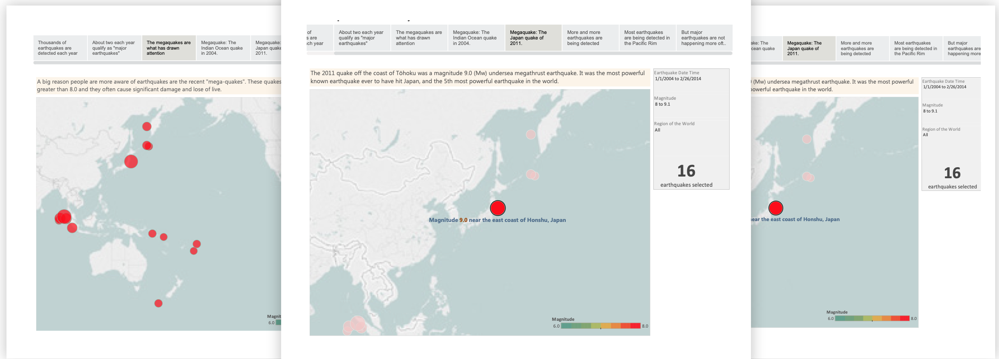 Thousands of
earthquakes are
detected each year
About two each year
qualify as "major
earthquakes"
The megaquakes are
what has drawn
attention
Megaquake: The
Indian Ocean quake
in 2004.
Megaquake:
Japan quake
2011.
A big reason people are more aware of earthquakes are the recent "mega-quakes". These quakes
greater than 8.0 and they often cause significant damage and lose of live.
Magnit
6.0
of
s are
ch year
About two each year
qualify as "major
earthquakes"
The megaquakes are
what has drawn
attention
Megaquake: The
Indian Ocean quake
in 2004.
Megaquake: The
Japan quake of
2011.
More and more
earthquakes are
being detected
Most earthquakes
are being detected in
the Pacific Rim
But major
earthquakes are not
happening more oft..
The 2011 quake off the coast of Tōhoku was a magnitude 9.0 (Mw) undersea megathrust earthquake. It was the most powerful
known earthquake ever to have hit Japan, and the 5th most powerful earthquake in the world.
Earthquake Date Time
1/1/2004 to 2/26/2014
Magnitude
8 to 9.1
Region of the World
All
16
earthquakes selected
Magnitude 9.0 near the east coast of Honshu, Japan
Magnitude
6.0 8.0
ake: The
cean quake
Megaquake: The
Japan quake of
2011.
More and more
earthquakes are
being detected
Most earthquakes
are being detected in
the Pacific Rim
But major
earthquakes are
happening more
(Mw) undersea megathrust earthquake. It was the most powerful
powerful earthquake in the world.
Earthquake Date Time
1/1/2004 to 2/26/2014
Magnitude
8 to 9.1
Region of the World
All
16
earthquakes selected
near the east coast of Honshu, Japan
Magnitude
6.0 8.0